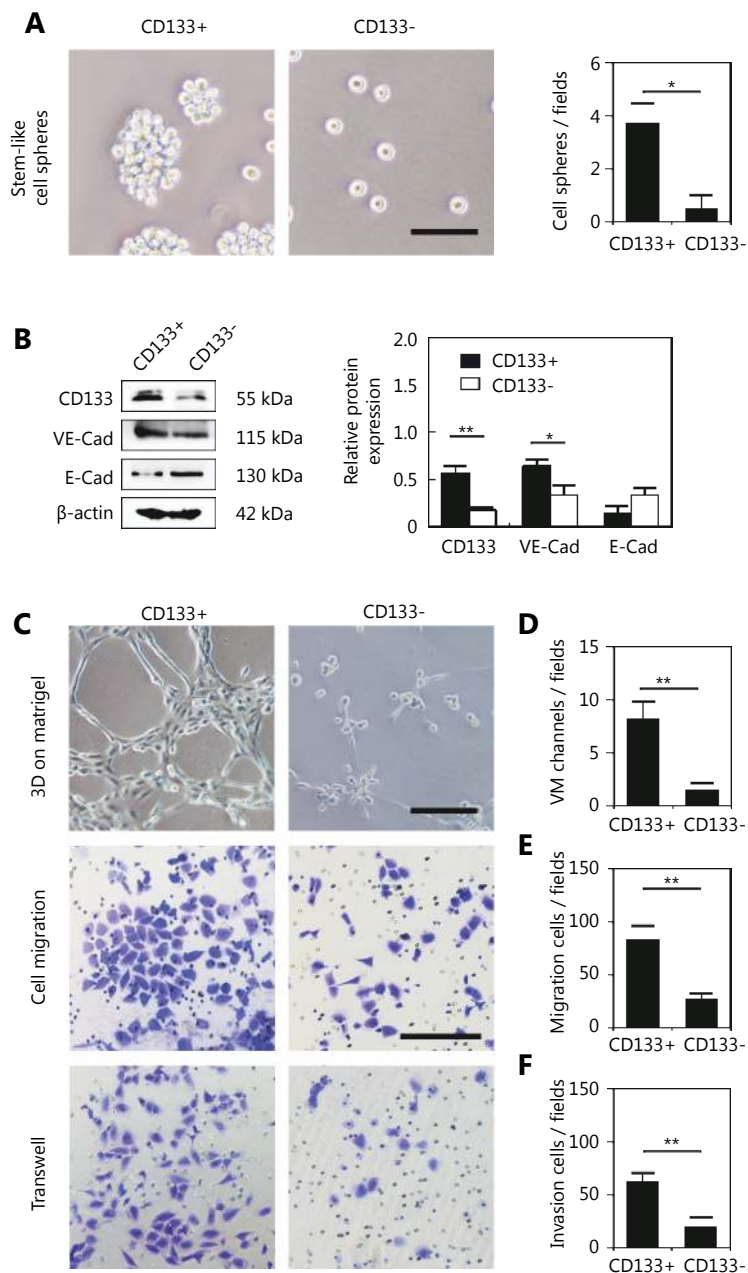 A
CD133+
CD133-
Stem-like
cell spheres
Cell spheres / fields
6
4
2
0
*
CD133+ CD133-
B
CD133+
CD133-
CD133
55 kDa
VE-Cad
115 kDa
E-Cad
130 kDa
β-actin
42 kDa
Relative protein
expression
2.0
1.5
1.0
0.5
0
CD133+
CD133-
**
*
CD133
VE-Cad
E-Cad
C
CD133+
CD133-
3D on matrigel
Cell migration
Transwell
D
VM channels / fields
15
10
5
0
**
CD133+ CD133-
E
Migration cells / fields
150
100
50
0
**
CD133+ CD133-
F
Invasion cells / fields
150
100
50
0
**
CD133+ CD133-